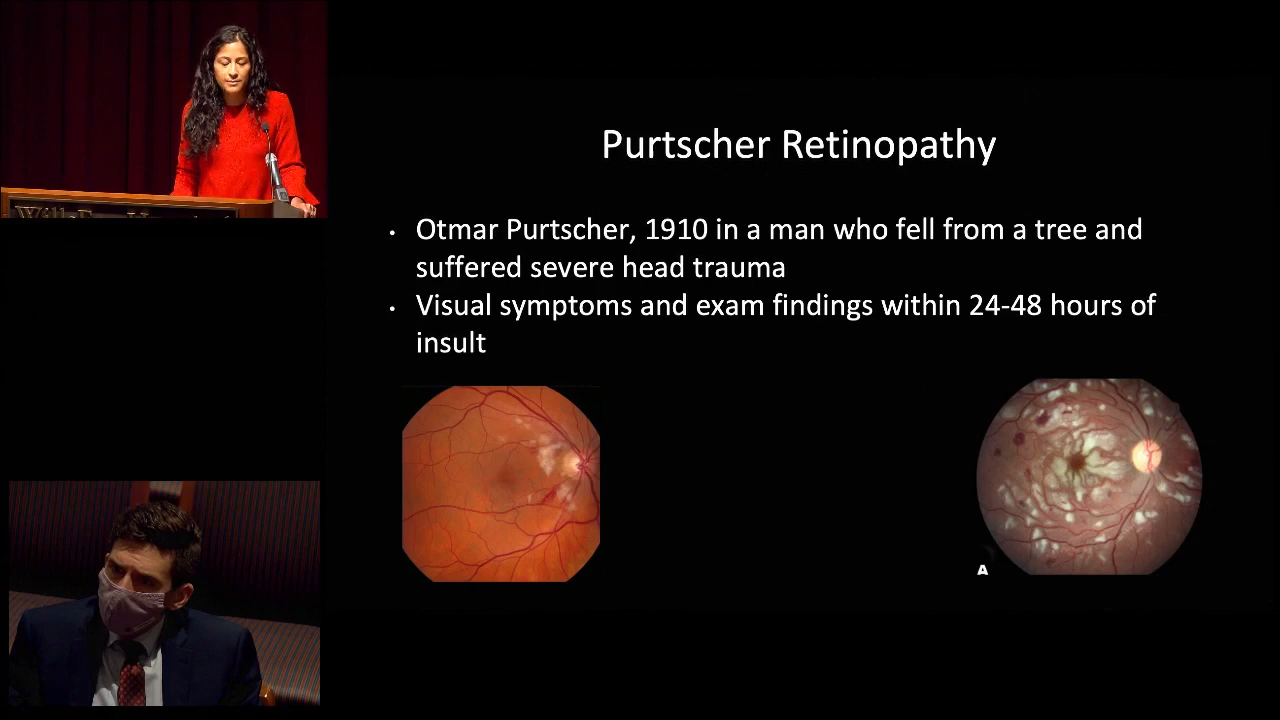 Purtscher Retinopathy
• Otmar Purtscher, 1910 in a man who fell from a tree and
suffered severe head trauma
• Visual symptoms and exam findings within 24-48 hours of
insult
A